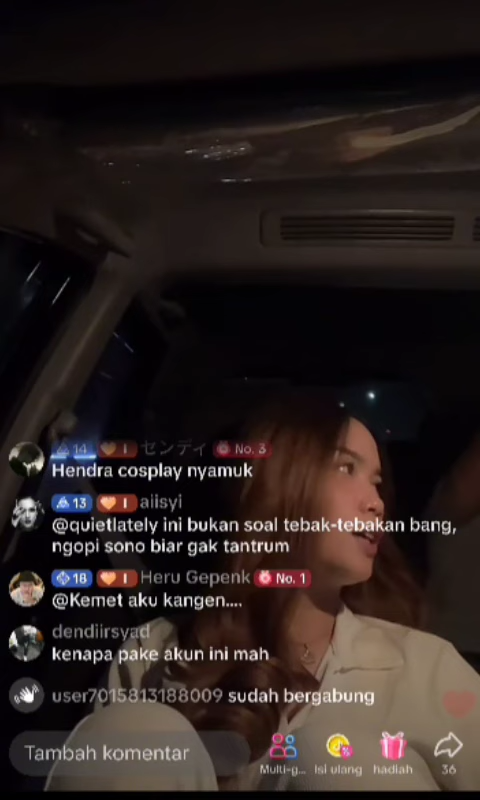 14 1 センディ No. 3
Hendra cosplay nyamuk
13 1 aiisyi
@quietlately ini bukan soal tebak-tebakan bang,
ngopi sono biar gak tantrum
18 1 Heru Gepenk No. 1
@Kemet aku kangen....
dendiirsyad
kenapa pake akun ini mah
user7015813188009 sudah bergabung
Tambah komentar
Multi-g... Isi ulang hadiah 36